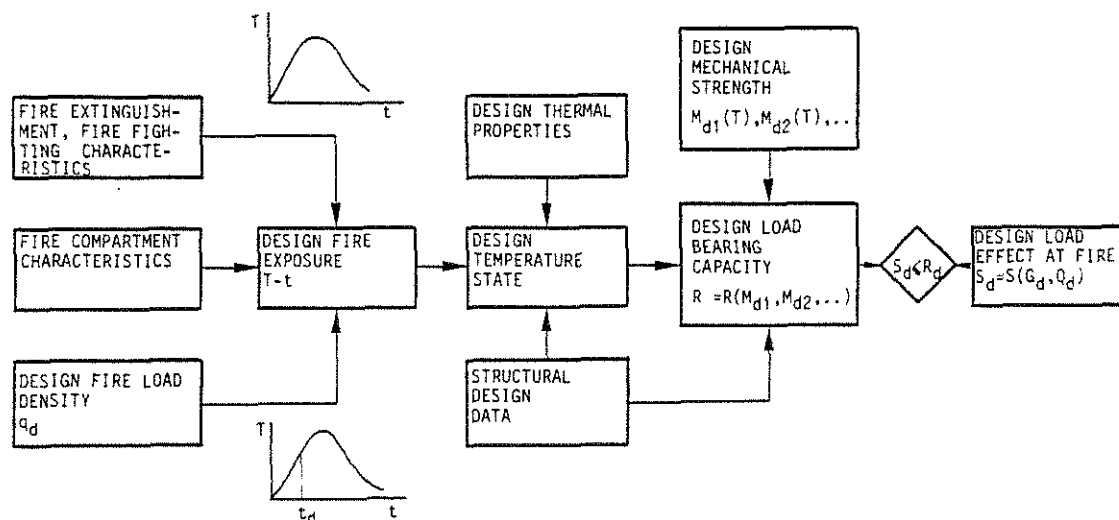 T
t
FIRE EXTINGUISH-
MENT, FIRE FIGH-
TING CHARACTE-
RISTICS
FIRE COMPARTMENT
CHARACTERISTICS
DESIGN FIRE LOAD
DENSITY
q_d
DESIGN FIRE
EXPOSURE
T-t
T
t_d
t
DESIGN THERMAL
PROPERTIES
DESIGN
TEMPERATURE
STATE
STRUCTURAL
DESIGN
DATA
DESIGN
MECHANICAL
STRENGTH
M_d1(T),M_d2(T),..
DESIGN LOAD
BEARING
CAPACITY
R =R(M_d1,M_d2,...)
S_d⩽R_d
DESIGN LOAD
EFFECT AT FIRE
S_d=S(G_d,Q_d)